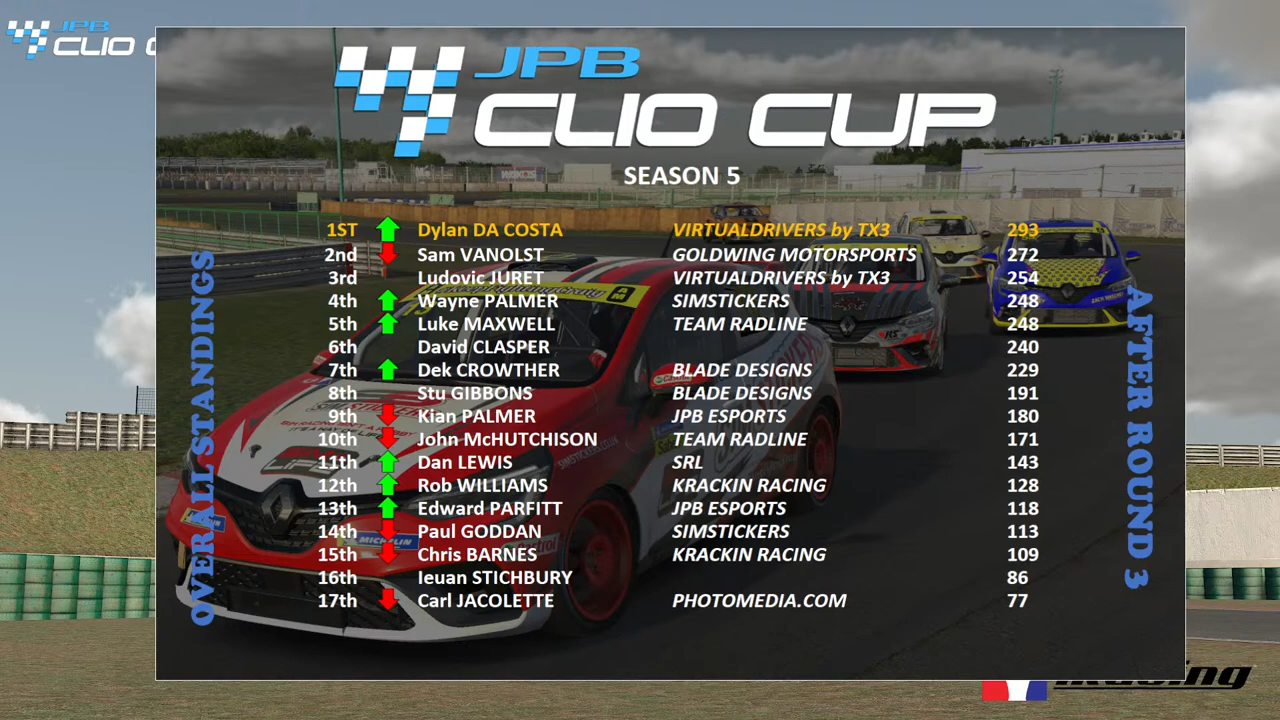 JPB
CLIO C
JPB
CLIO CUP
SEASON 5
OVERALL STANDINGS
AFTER ROUND 3
1ST Dylan DA COSTA VIRTUALDRIVERS by TX3 293
2nd Sam VANOLST GOLDWING MOTORSPORTS 272
3rd Ludovic JURET VIRTUALDRIVERS by TX3 254
4th Wayne PALMER SIMSTICKERS 248
5th Luke MAXWELL TEAM RADLINE 248
6th David CLASPER 240
7th Dek CROWTHER BLADE DESIGNS 229
8th Stu GIBBONS BLADE DESIGNS 191
9th Kian PALMER JPB ESPORTS 180
10th John McHUTCHISON TEAM RADLINE 171
11th Dan LEWIS SRL 143
12th Rob WILLIAMS KRACKIN RACING 128
13th Edward PARFITT JPB ESPORTS 118
14th Paul GODDAN SIMSTICKERS 113
15th Chris BARNES KRACKIN RACING 109
16th Ieuan STICHBURY 86
17th Carl JACOLETTE PHOTOMEDIA.COM 77
MICHELIN